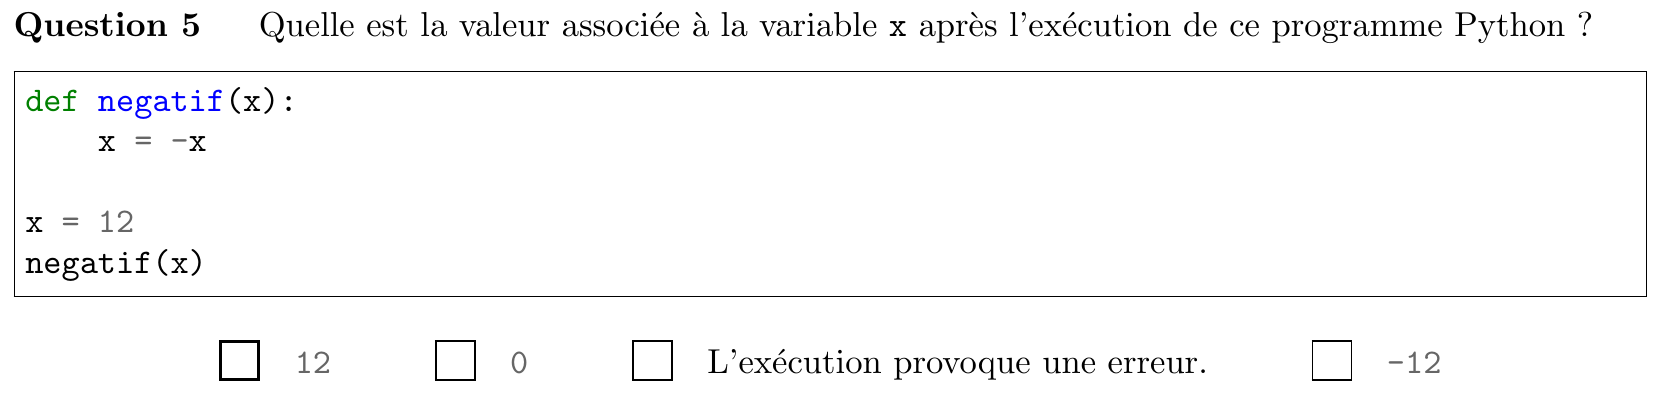 Question 5 Quelle est la valeur associée à la variable x après l'exécution de ce programme Python ?
def negatif(x):
    x = -x
x = 12
negatif(x)
12 0 L'exécution provoque une erreur. -12